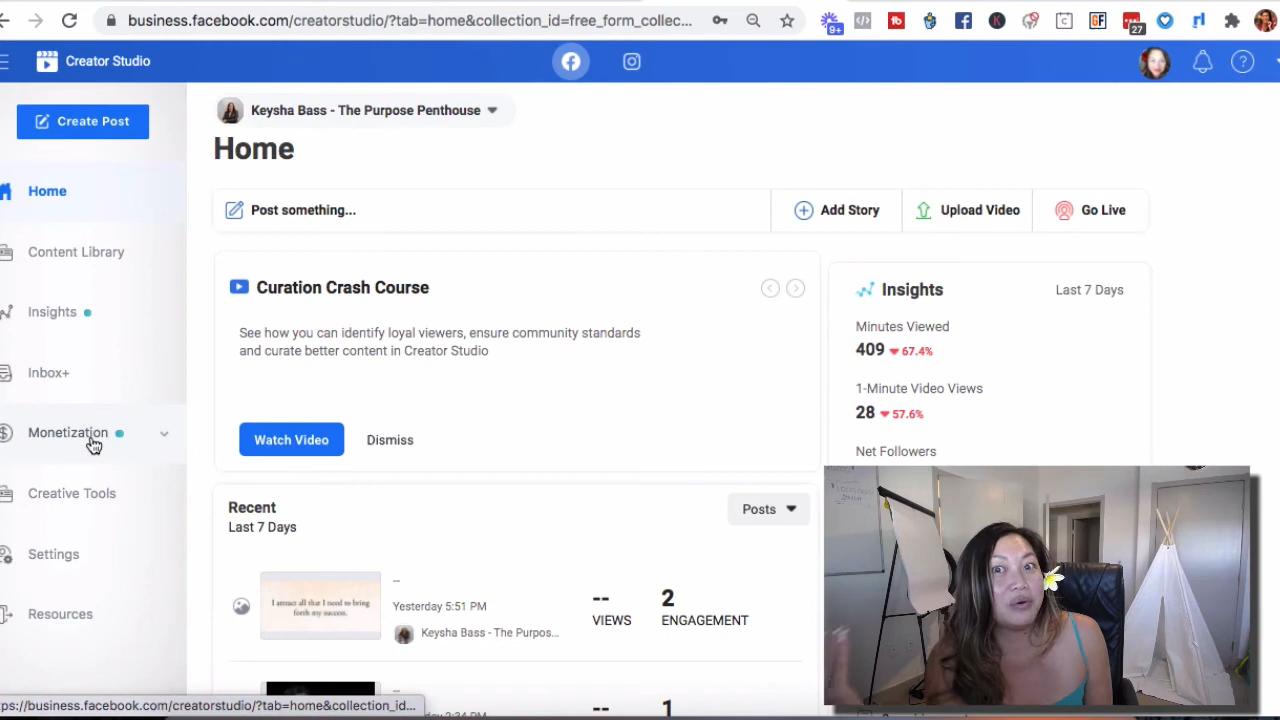 business.facebook.com/creatorstudio/?tab=home&collection_id=free_form_collec...
9+
27
Creator Studio
Create Post
Keysha Bass - The Purpose Penthouse
Home
Home
Post something...
Add Story
Upload Video
Go Live
Content Library
Insights
Inbox+
Monetization
Creative Tools
Settings
Resources
Curation Crash Course
See how you can identify loyal viewers, ensure community standards
and curate better content in Creator Studio
Watch Video
Dismiss
Insights
Last 7 Days
Minutes Viewed
409 67.4%
1-Minute Video Views
28 57.6%
Net Followers
Recent
Last 7 Days
Posts
I attract all that I need to bring
forth my success.
--
Yesterday 5:51 PM
Keysha Bass - The Purpos...
--
VIEWS
2
ENGAGEMENT
--
--
1
ps://business.facebook.com/creatorstudio/?tab=home&collection_id...